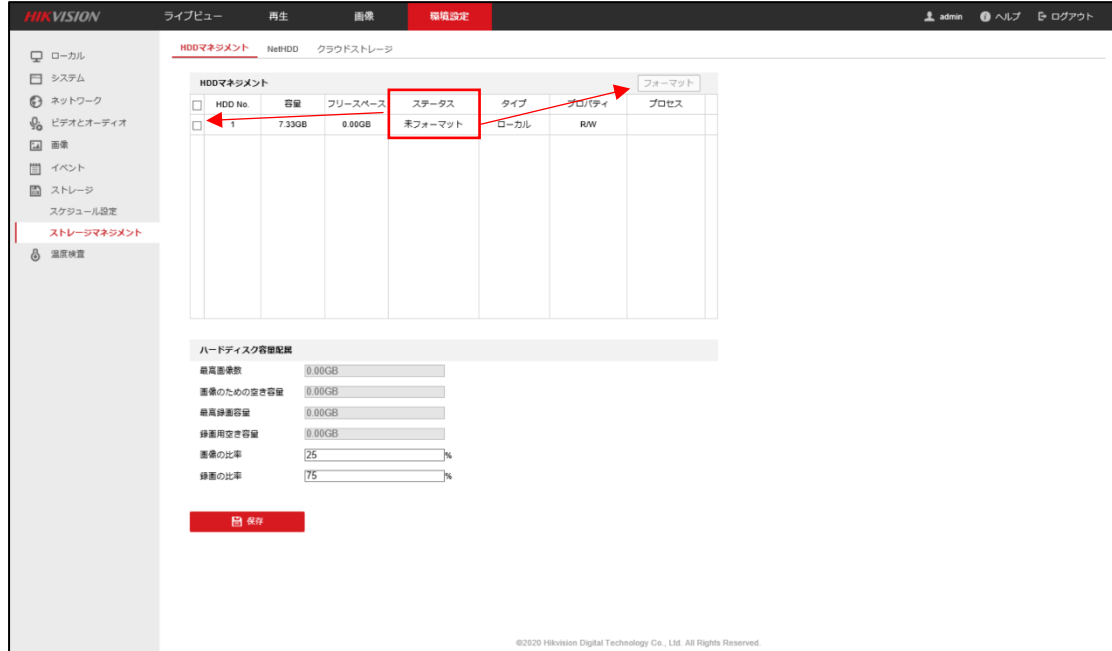 HIKVISION ライブビュー 再生 画像 環境設定 admin ヘルプ ログアウト
HDDマネジメント NetHDD クラウドストレージ
ローカル
システム
ネットワーク
ビデオとオーディオ
画像
イベント
ストレージ
スケジュール設定
ストレージマネジメント
温度検査
HDDマネジメント フォーマット
HDD No. 容量 フリースペース ステータス タイプ プロパティ プロセス
1 7.33GB 0.00GB 未フォーマット ローカル R/W
ハードディスク容量配属
最高画像数 0.00GB
画像のための空き容量 0.00GB
最高録画容量 0.00GB
録画用空き容量 0.00GB
画像の比率 25 %
録画の比率 75 %
保存
©2020 Hikvision Digital Technology Co., Ltd. All Rights Reserved.